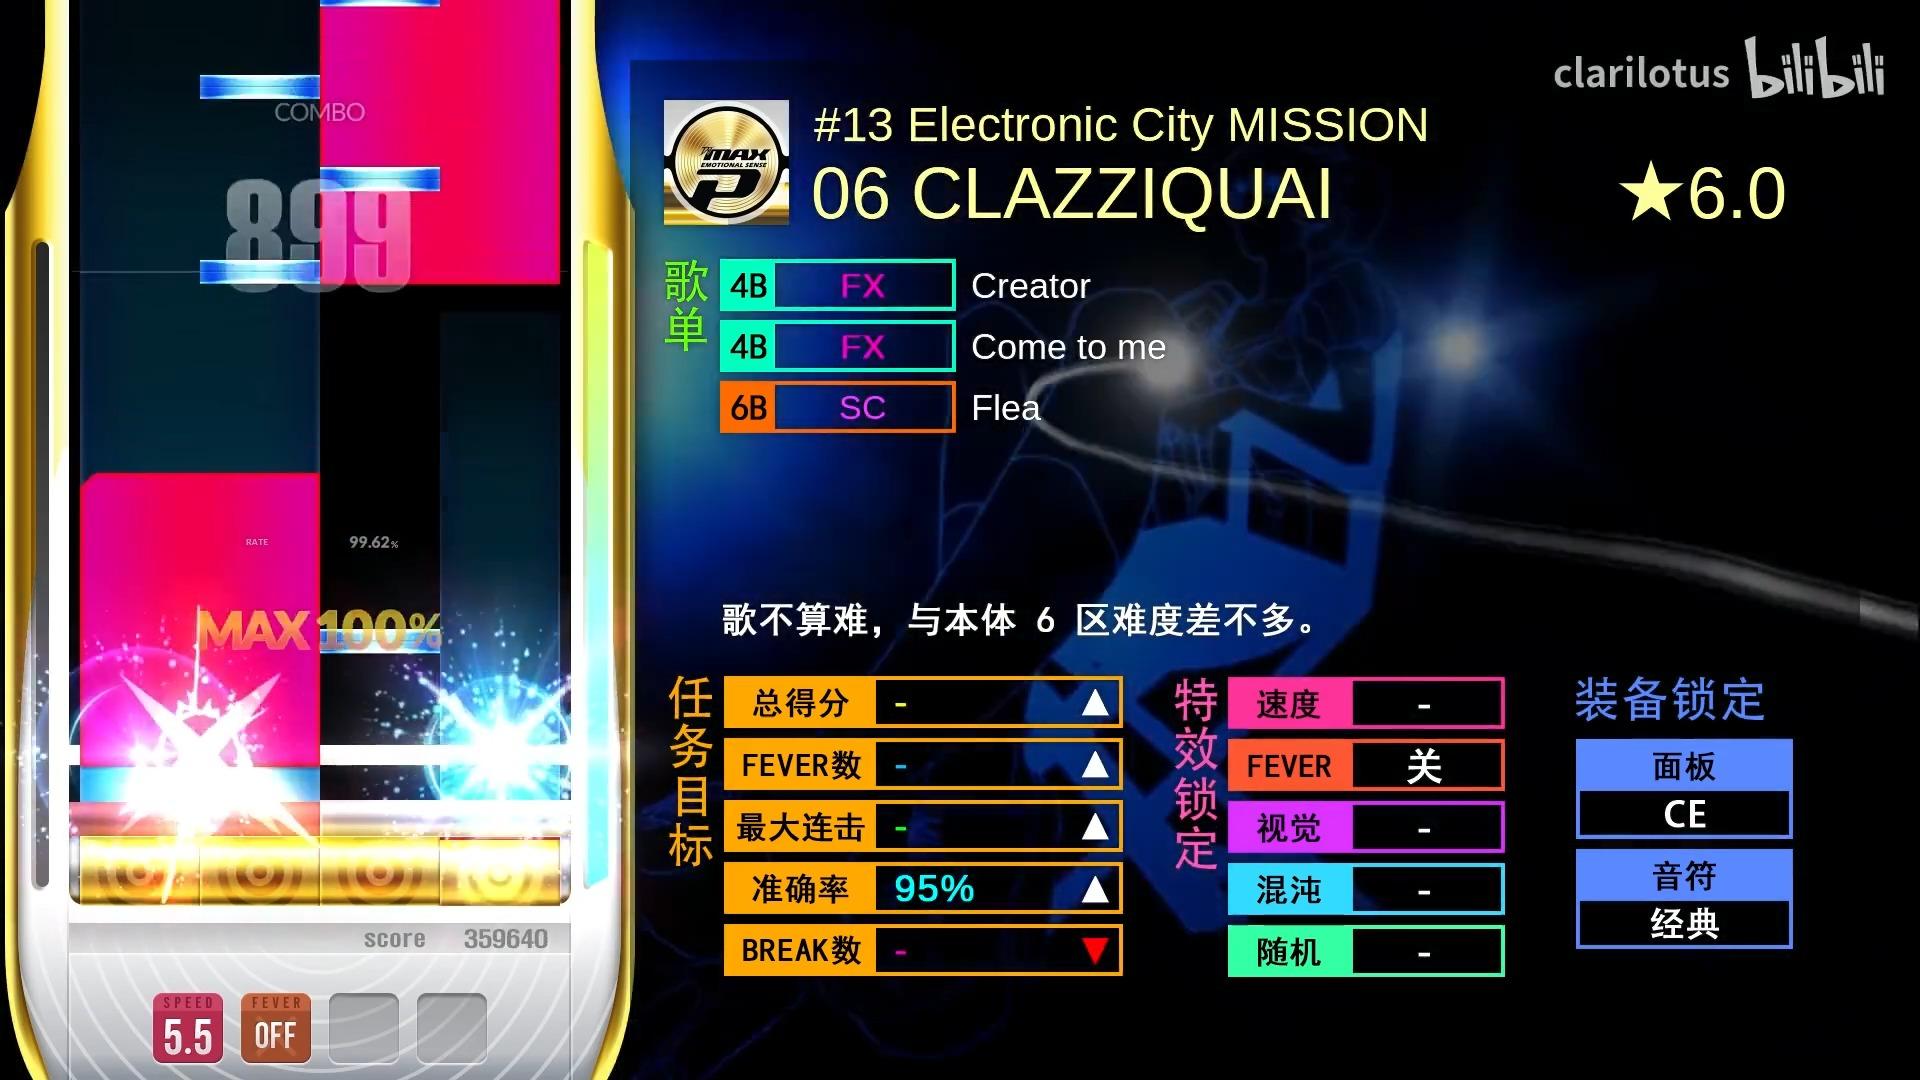 clarilotus bilibili
#13 Electronic City MISSION
06 CLAZZIQUAI
★6.0
MAX
EMOTIONAL SENSE
P
歌单
4B FX Creator
4B FX Come to me
6B SC Flea
歌不算难，与本体 6 区难度差不多。
任务目标
总得分 - ▲
FEVER数 - ▲
最大连击 - ▲
准确率 95% ▲
BREAK数 - ▼
特效锁定
速度 -
FEVER 关
视觉 -
混沌 -
随机 -
装备锁定
面板
CE
音符
经典
COMBO
899
RATE 99.62%
MAX 100%
score 359640
SPEED
5.5
FEVER
OFF